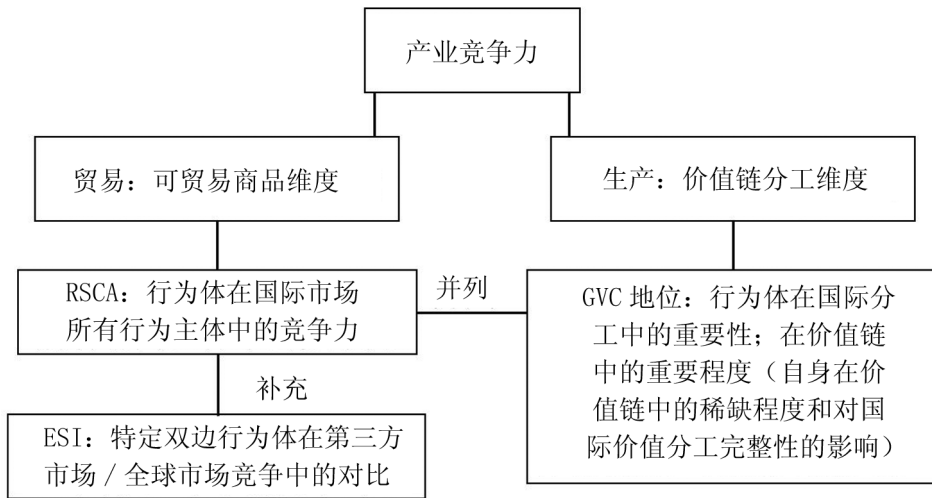 产业竞争力
贸易：可贸易商品维度
生产：价值链分工维度
RSCA：行为体在国际市场
所有行为主体中的竞争力
并列
GVC 地位：行为体在国际分
工中的重要性；在价值链
中的重要程度（自身在价
值链中的稀缺程度和对国
际价值分工完整性的影响）
补充
ESI：特定双边行为体在第三方
市场 / 全球市场竞争中的对比